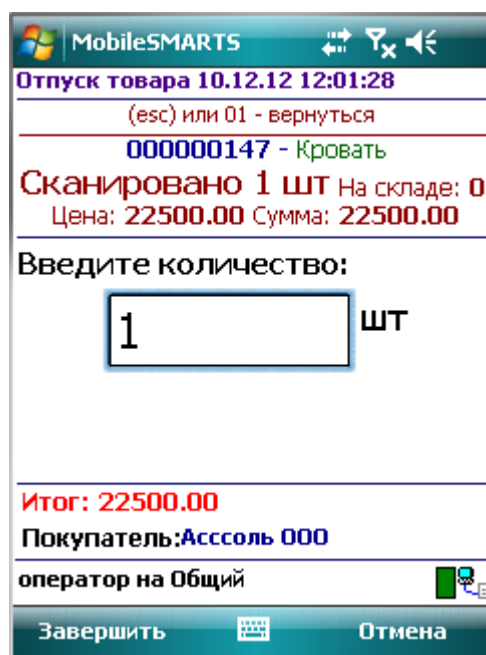 MobileSMARTS
Отпуск товара 10.12.12 12:01:28
(esc) или 01 - вернуться
000000147 - Кровать
Сканировано 1 шт На складе: 0
Цена: 22500.00 Сумма: 22500.00
Введите количество:
1 шт
Итог: 22500.00
Покупатель:Асссоль ООО
оператор на Общий
Завершить Отмена